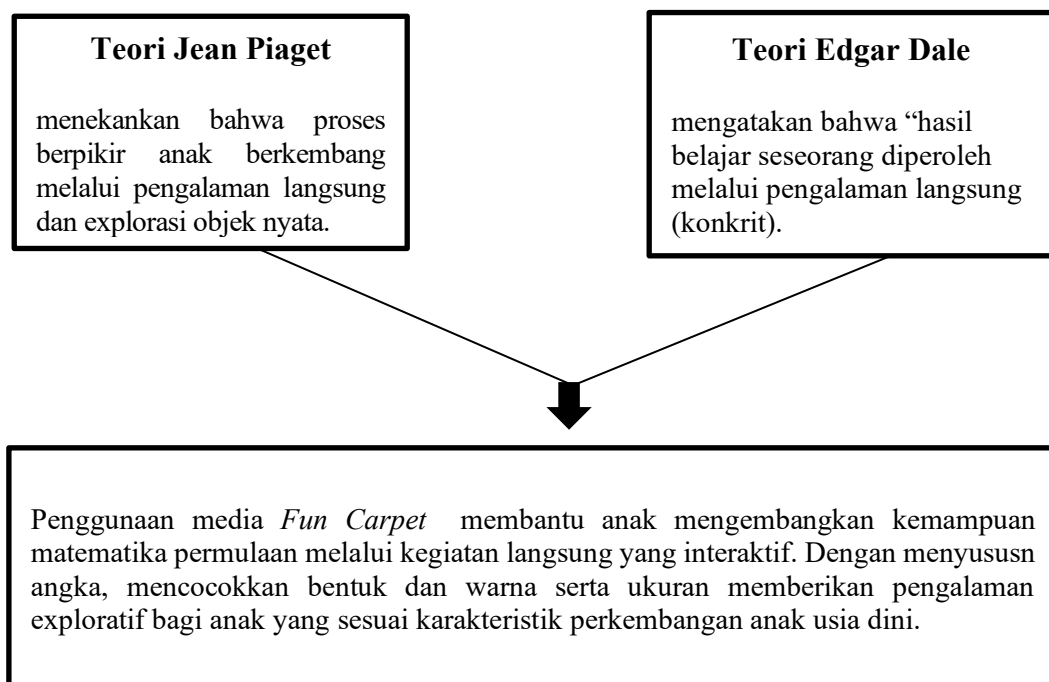 Teori Jean Piaget
menekankan bahwa proses
berpikir anak berkembang
melalui pengalaman langsung
dan explorasi objek nyata.
Teori Edgar Dale
mengatakan bahwa “hasil
belajar seseorang diperoleh
melalui pengalaman langsung
(konkrit).
Penggunaan media Fun Carpet membantu anak mengembangkan kemampuan
matematika permulaan melalui kegiatan langsung yang interaktif. Dengan menyususn
angka, mencocokkan bentuk dan warna serta ukuran memberikan pengalaman
exploratif bagi anak yang sesuai karakteristik perkembangan anak usia dini.